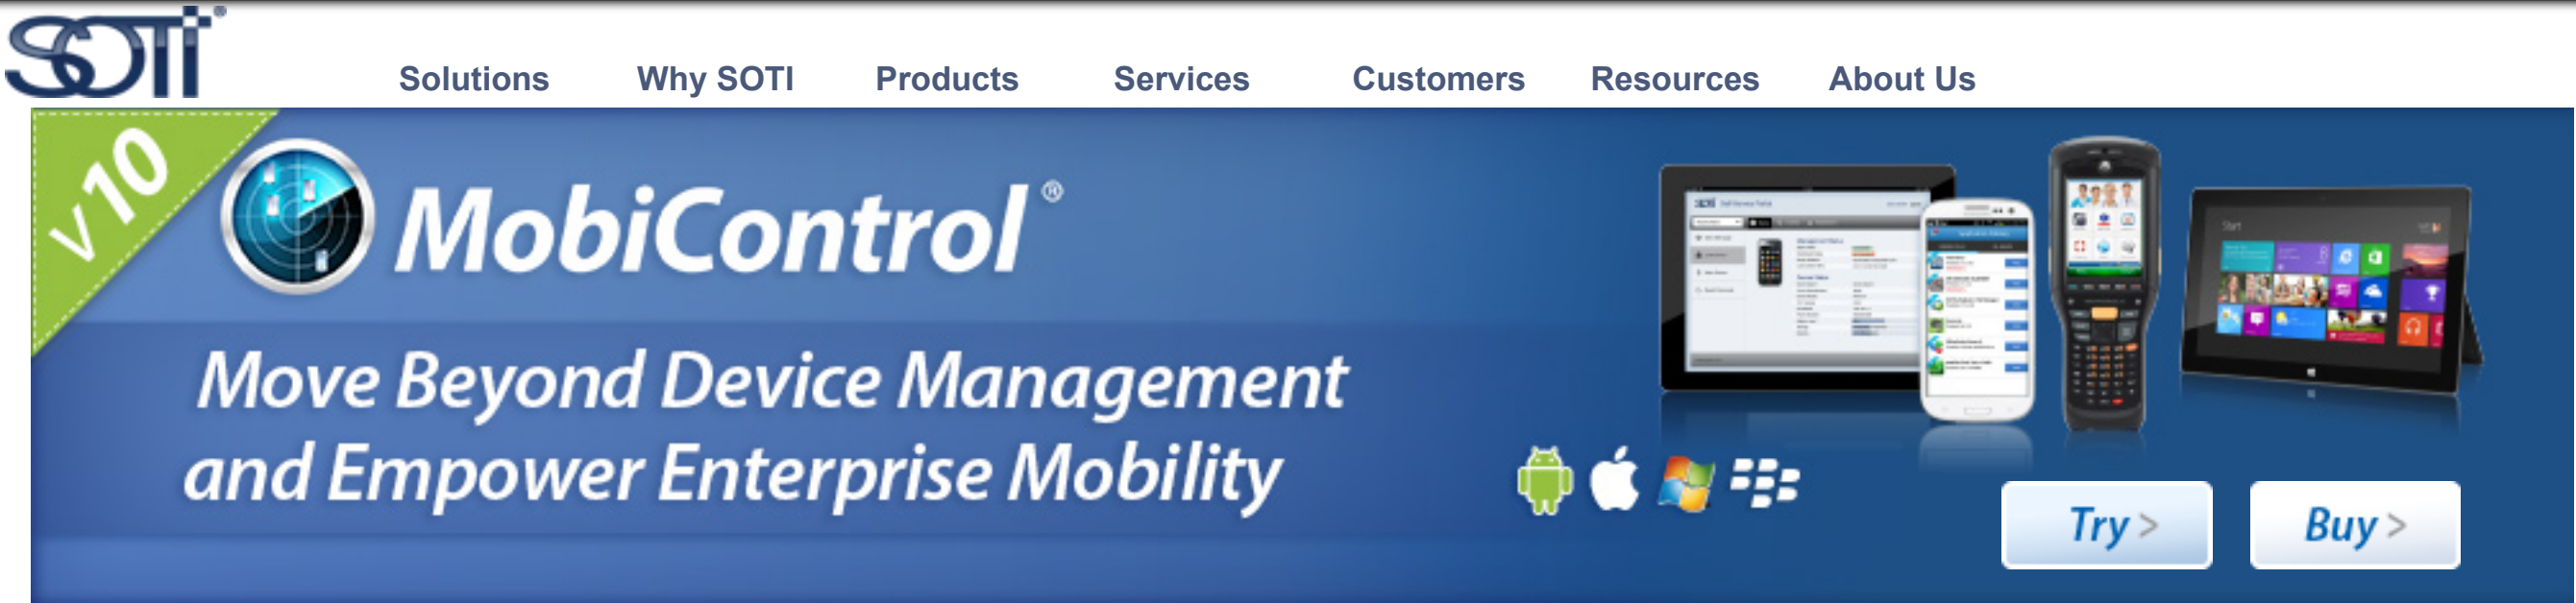 SOTI®
Solutions Why SOTI Products Services Customers Resources About Us
v10
MobiControl®
Move Beyond Device Management
and Empower Enterprise Mobility
Start
Try >
Buy >